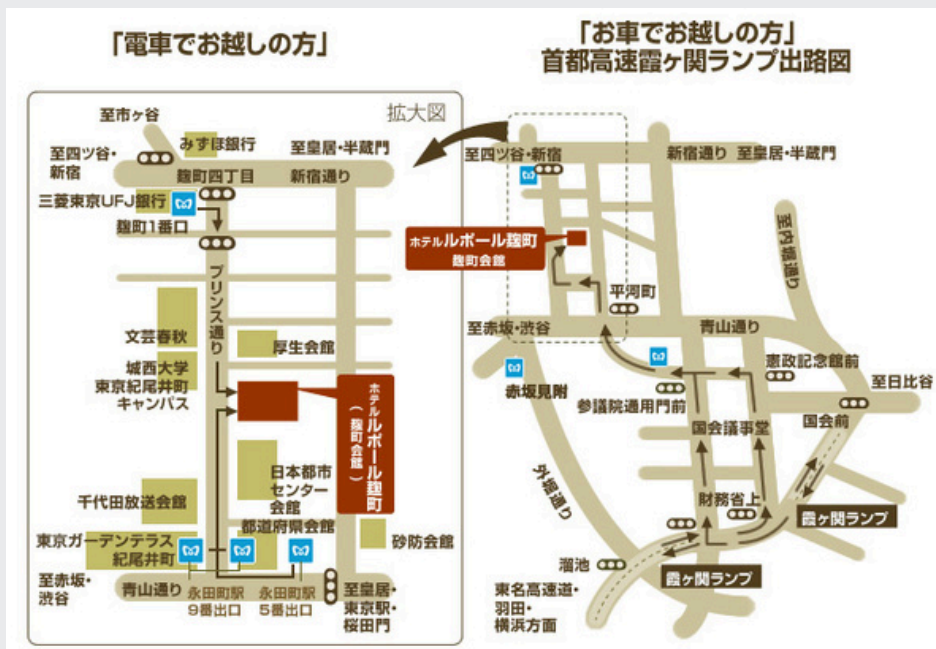 「電車でお越しの方」
「お車でお越しの方」
首都高速霞ヶ関ランプ出路図
拡大図
至市ヶ谷
みずほ銀行
至四ツ谷・
新宿
至皇居・半蔵門
麹町四丁目
新宿通り
三菱東京UFJ銀行
麹町1番口
プリンス通り
文芸春秋
厚生会館
城西大学
東京紀尾井町
キャンパス
ホテルルポール麹町
(麹町会館)
日本都市
センター
会館
千代田放送会館
都道府県会館
東京ガーデンテラス
紀尾井町
砂防会館
至赤坂・
渋谷
青山通り
永田町駅
9番出口
永田町駅
5番出口
至皇居・
東京駅・
桜田門
至四ツ谷・新宿
新宿通り
至皇居・半蔵門
至内堀通り
ホテルルポール麹町
麹町会館
平河町
至赤坂・渋谷
青山通り
赤坂見附
参議院通用門前
憲政記念館前
至日比谷
国会前
国会議事堂
外堀通り
財務省上
霞ヶ関ランプ
溜池
霞ヶ関ランプ
東名高速道・
羽田・
横浜方面